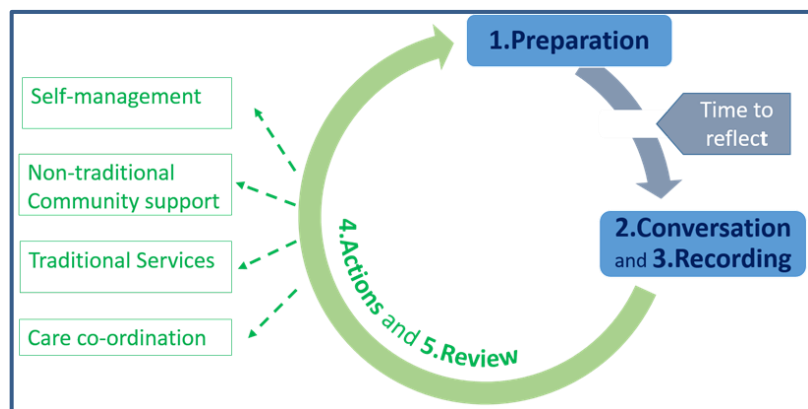 1.Preparation
Time to
reflect
2.Conversation
and 3.Recording
4.Actions and 5.Review
Self-management
Non-traditional
Community support
Traditional Services
Care co-ordination